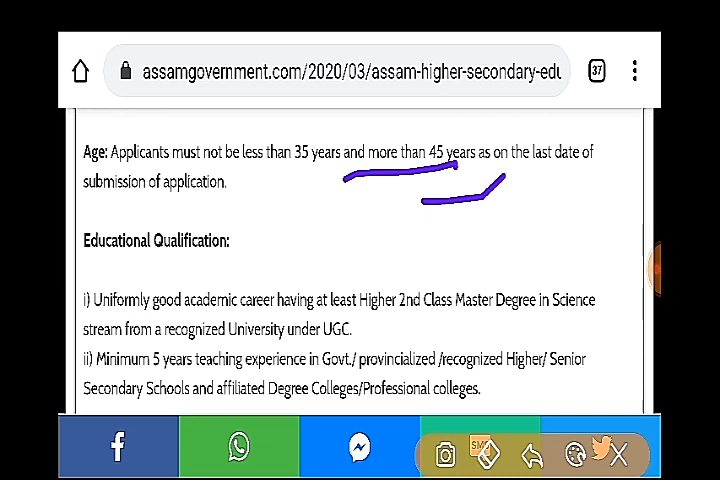 assamgovernment.com/2020/03/assam-higher-secondary-edu
37
Age: Applicants must not be less than 35 years and more than 45 years as on the last date of
submission of application.
Educational Qualification:
i) Uniformly good academic career having at least Higher 2nd Class Master Degree in Science
stream from a recognized University under UGC.
ii) Minimum 5 years teaching experience in Govt./ provincialized /recognized Higher/ Senior
Secondary Schools and affiliated Degree Colleges/Professional colleges.
SMS